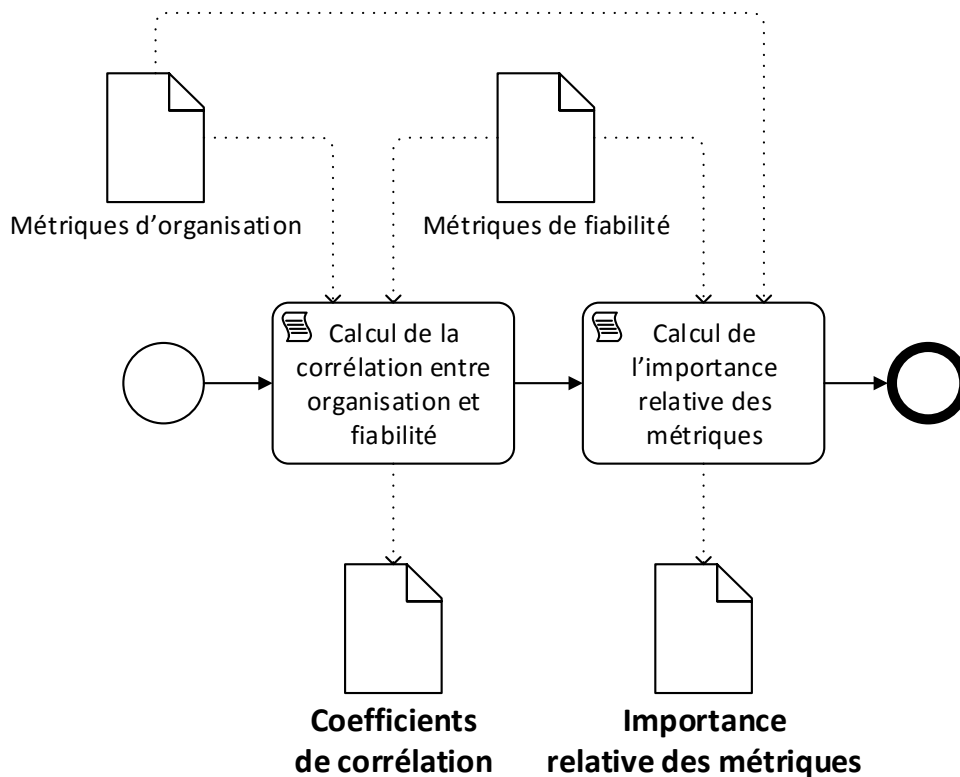 Métriques d’organisation
Métriques de fiabilité
Calcul de la
corrélation entre
organisation et
fiabilité
Calcul de
l’importance
relative des
métriques
Coefficients
de corrélation
Importance
relative des métriques